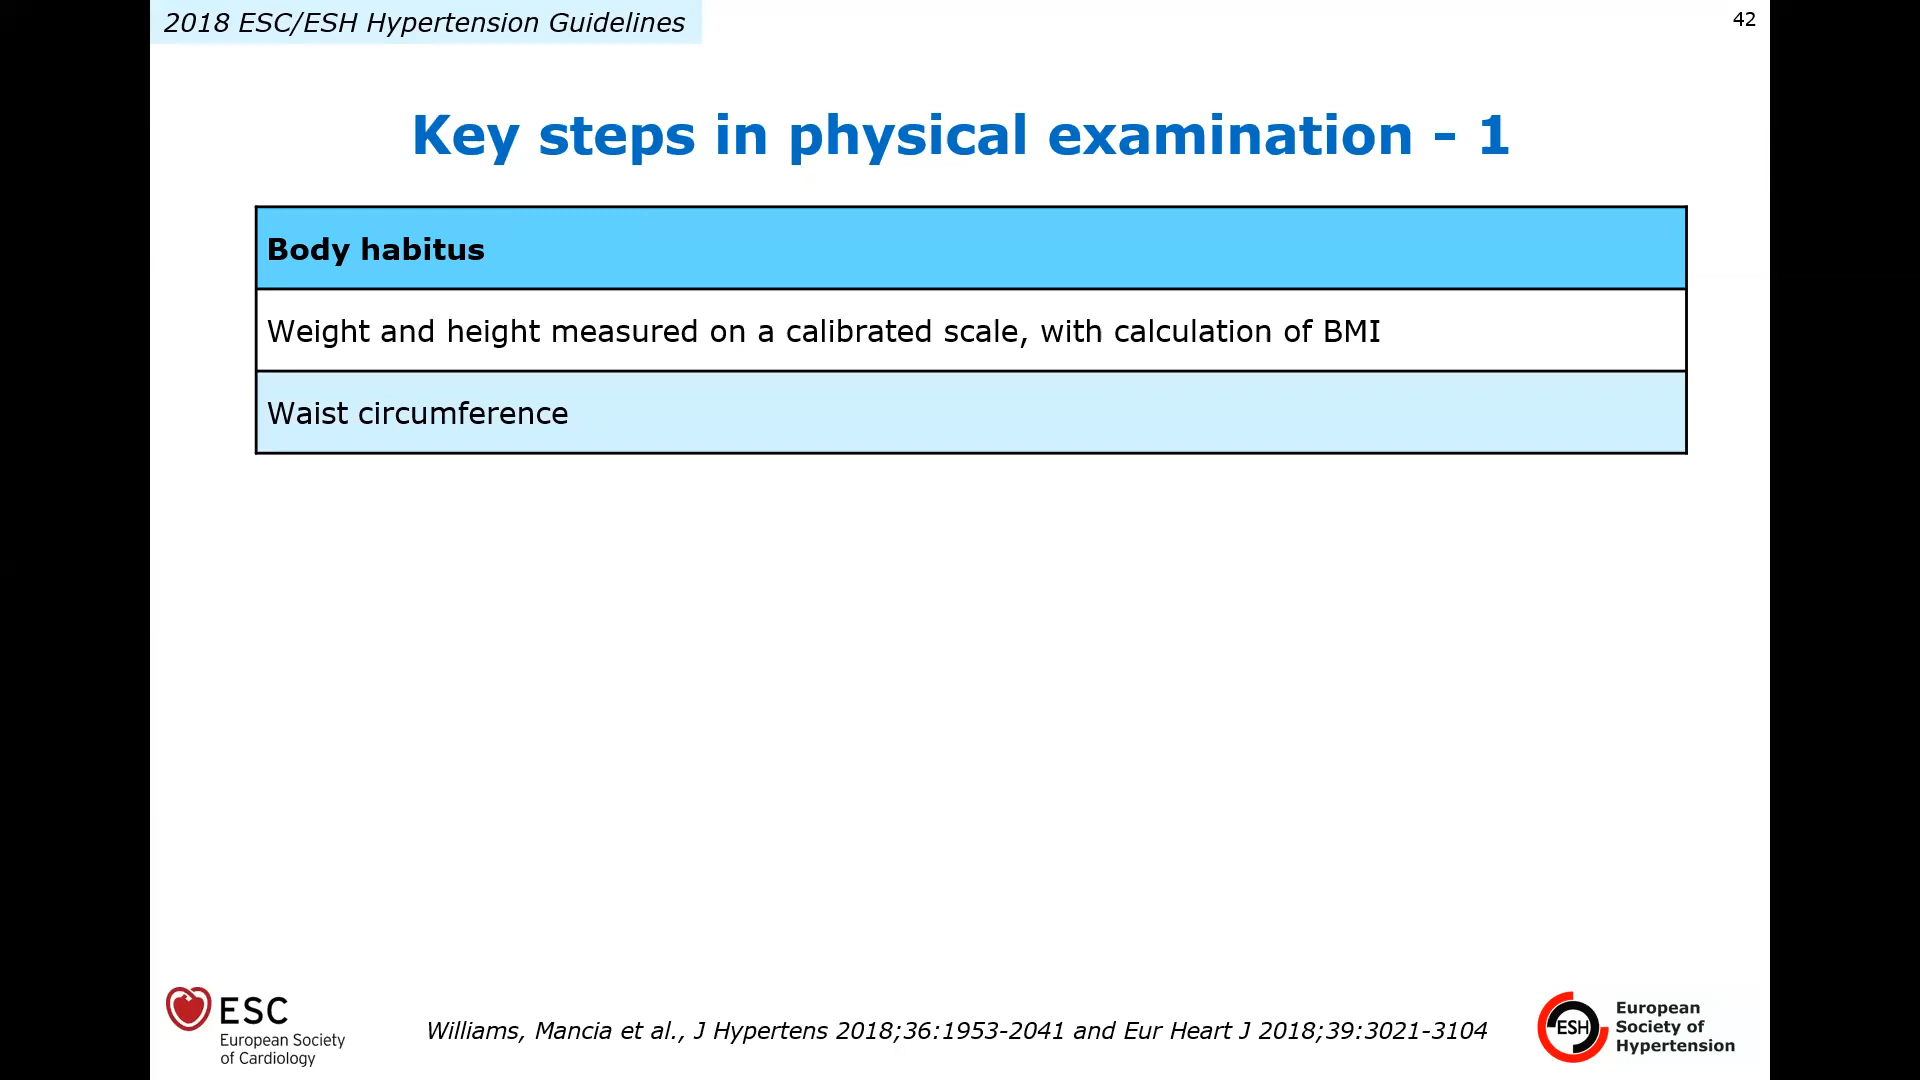 2018 ESC/ESH Hypertension Guidelines
42
Key steps in physical examination - 1
Body habitus
Weight and height measured on a calibrated scale, with calculation of BMI
Waist circumference
ESC
European Society
of Cardiology
Williams, Mancia et al., J Hypertens 2018;36:1953-2041 and Eur Heart J 2018;39:3021-3104
ESH
European
Society of
Hypertension